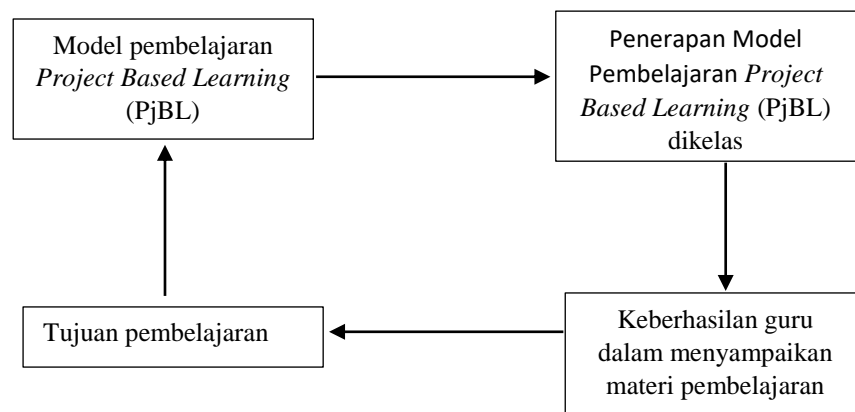 Model pembelajaran
Project Based Learning
(PjBL)
Penerapan Model
Pembelajaran Project
Based Learning (PjBL)
dikelas
Tujuan pembelajaran
Keberhasilan guru
dalam menyampaikan
materi pembelajaran